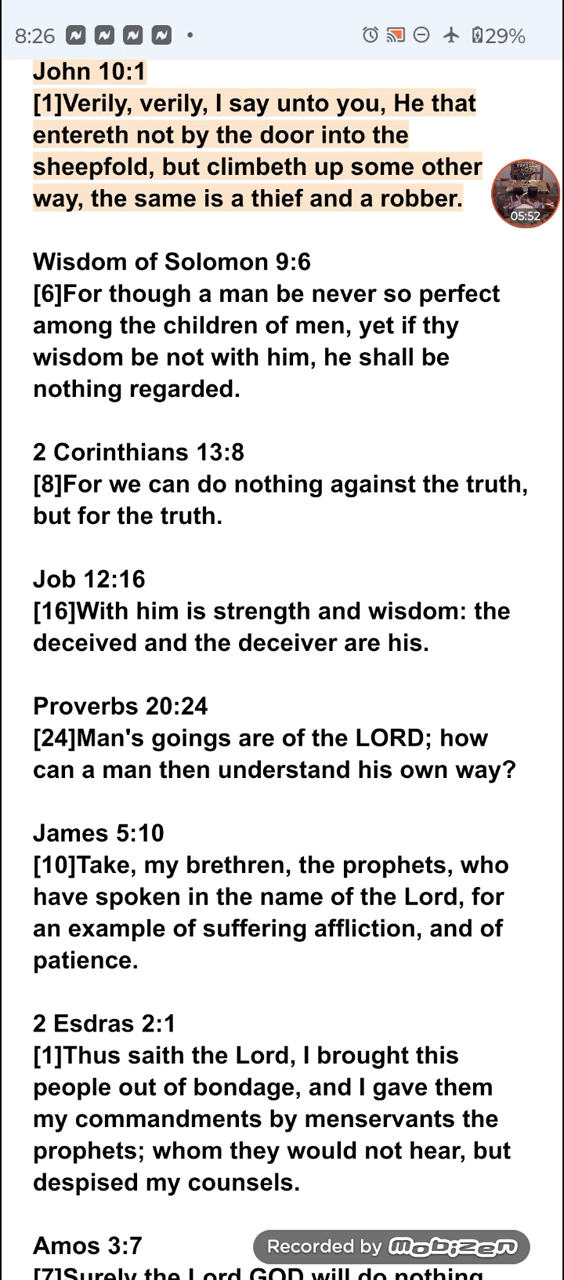 8:26
29%
John 10:1
[1]Verily, verily, I say unto you, He that
entereth not by the door into the
sheepfold, but climbeth up some other
way, the same is a thief and a robber.
05:52
Wisdom of Solomon 9:6
[6]For though a man be never so perfect
among the children of men, yet if thy
wisdom be not with him, he shall be
nothing regarded.
2 Corinthians 13:8
[8]For we can do nothing against the truth,
but for the truth.
Job 12:16
[16]With him is strength and wisdom: the
deceived and the deceiver are his.
Proverbs 20:24
[24]Man's goings are of the LORD; how
can a man then understand his own way?
James 5:10
[10]Take, my brethren, the prophets, who
have spoken in the name of the Lord, for
an example of suffering affliction, and of
patience.
2 Esdras 2:1
[1]Thus saith the Lord, I brought this
people out of bondage, and I gave them
my commandments by menservants the
prophets; whom they would not hear, but
despised my counsels.
Amos 3:7
Recorded by mobizen
[7]Surely the Lord GOD will do nothing,